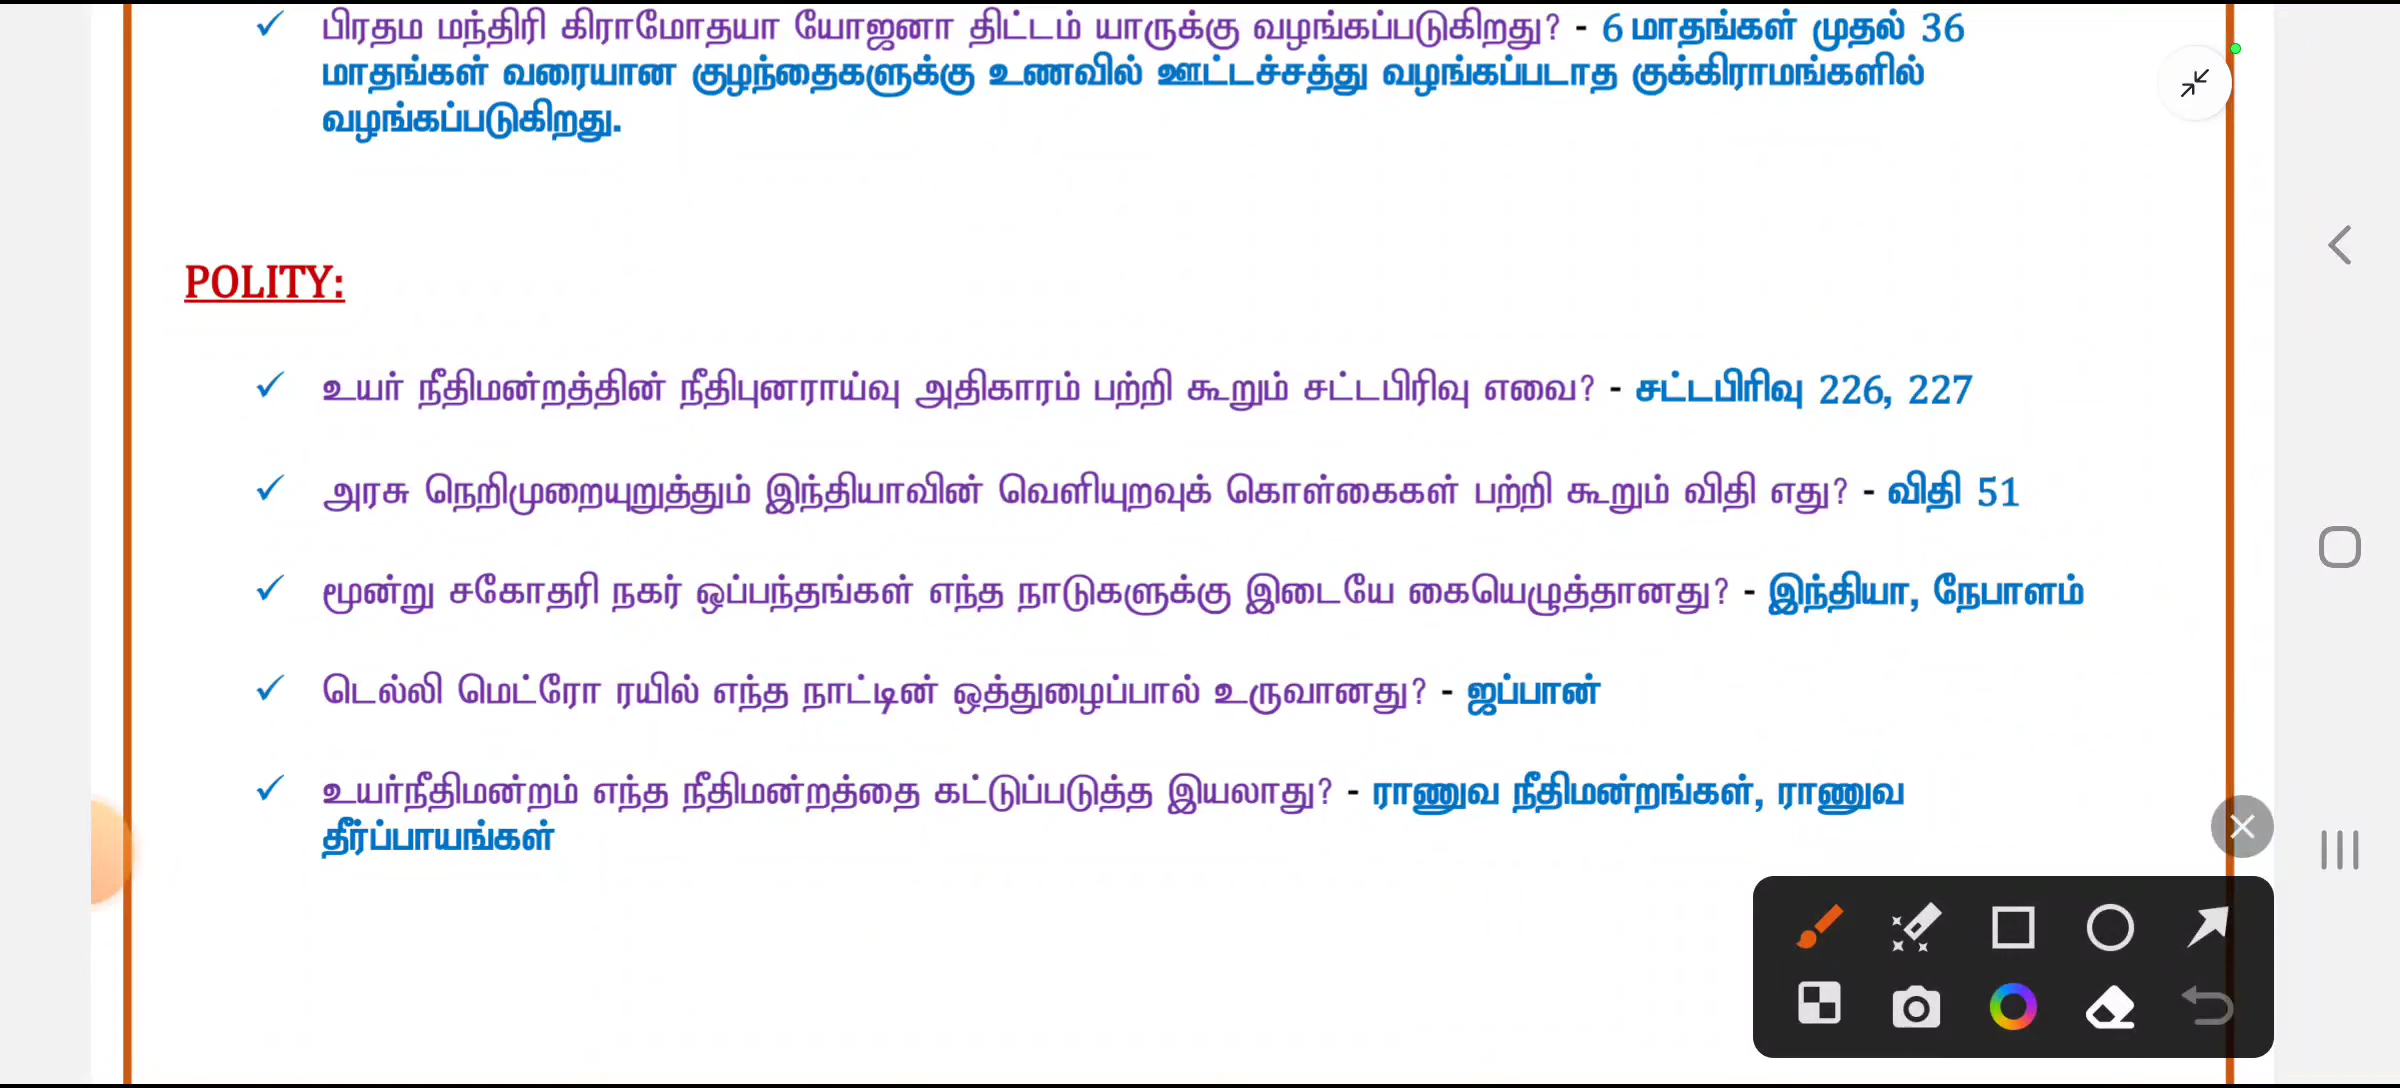 பிரதம மந்திரி கிராமோதயா யோஜனா திட்டம் யாருக்கு வழங்கப்படுகிறது? - 6 மாதங்கள் முதல் 36
மாதங்கள் வரையான குழந்தைகளுக்கு உணவில் ஊட்டச்சத்து வழங்கப்படாத குக்கிராமங்களில்
வழங்கப்படுகிறது.
POLITY:
✓ உயர் நீதிமன்றத்தின் நீதிபுனராய்வு அதிகாரம் பற்றி கூறும் சட்டபிரிவு எவை? - சட்டபிரிவு 226, 227
✓ அரசு நெறிமுறையுறுத்தும் இந்தியாவின் வெளியுறவுக் கொள்கைகள் பற்றி கூறும் விதி எது? - விதி 51
✓ மூன்று சகோதரி நகர் ஒப்பந்தங்கள் எந்த நாடுகளுக்கு இடையே கையெழுத்தானது? - இந்தியா, நேபாளம்
✓ டெல்லி மெட்ரோ ரயில் எந்த நாட்டின் ஒத்துழைப்பால் உருவானது? - ஜப்பான்
✓ உயர்நீதிமன்றம் எந்த நீதிமன்றத்தை கட்டுப்படுத்த இயலாது? - ராணுவ நீதிமன்றங்கள், ராணுவ
தீர்ப்பாயங்கள்